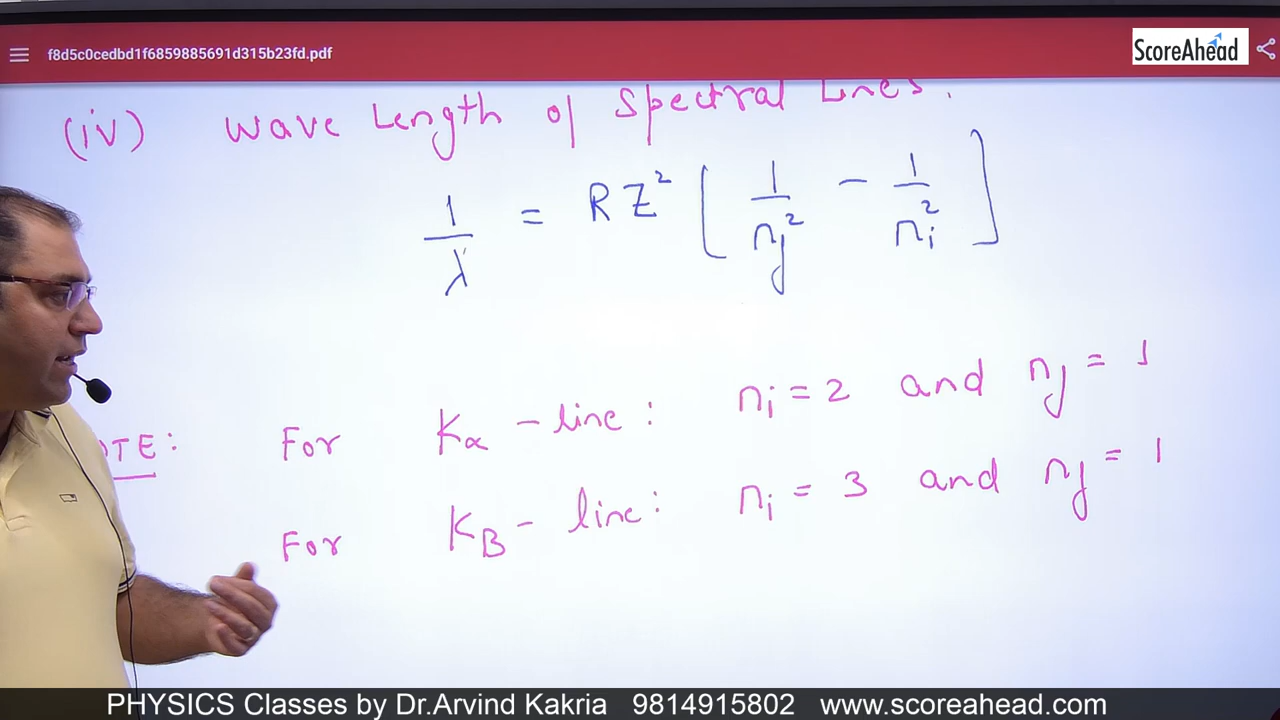 f8d5c0cedbd1f6859885691d315b23fd.pdf
ScoreAhead
(iv) Wave Length of Spectral Lines.
1/λ = RZ² [ 1/nf² − 1/ni² ]
OTE: For Kα - line: ni = 2 and nf = 1
For KB - line: ni = 3 and nf = 1
PHYSICS Classes by Dr.Arvind Kakria 9814915802 www.scoreahead.com